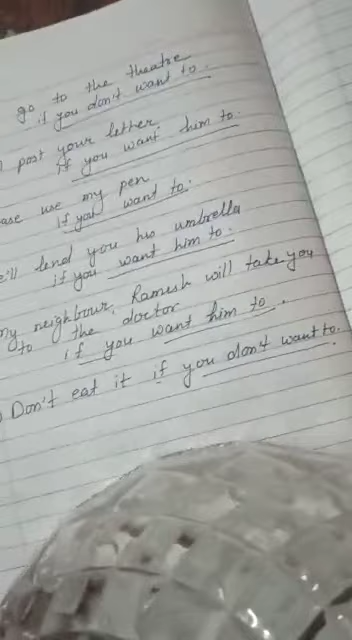 go to the theatre
if you don't want to.
post your letter
if you want him to.
ase use my pen
if you want to.
e'll lend you his umbrella
if you want him to.
my neighbour, Ramesh will take you
to the doctor
if you want him to.
Don't eat it if you don't want to.